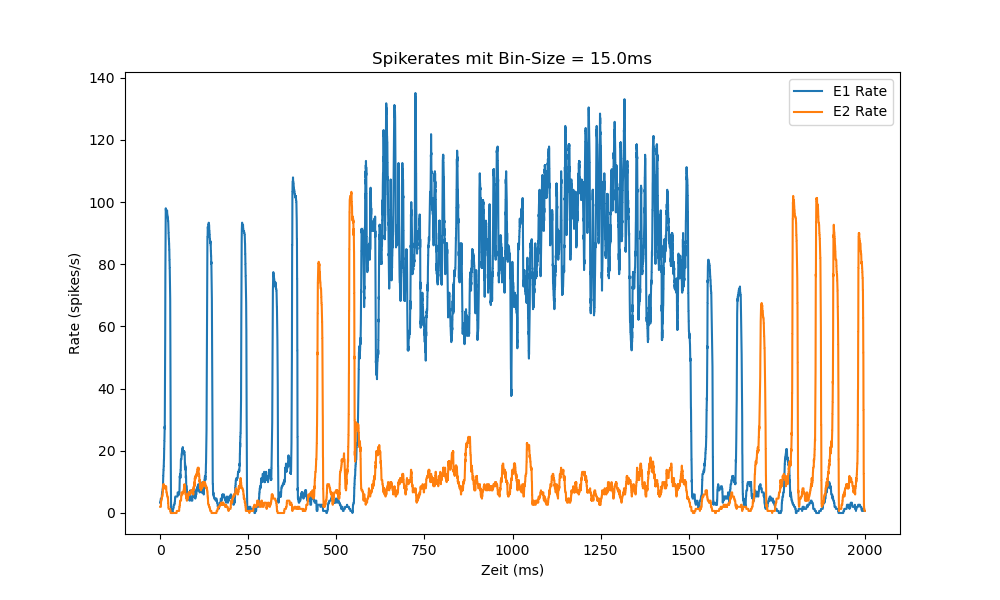 Spikerates mit Bin-Size = 15.0ms
E1 Rate
E2 Rate
Rate (spikes/s)
140
120
100
80
60
40
20
0
0 250 500 750 1000 1250 1500 1750 2000
Zeit (ms)